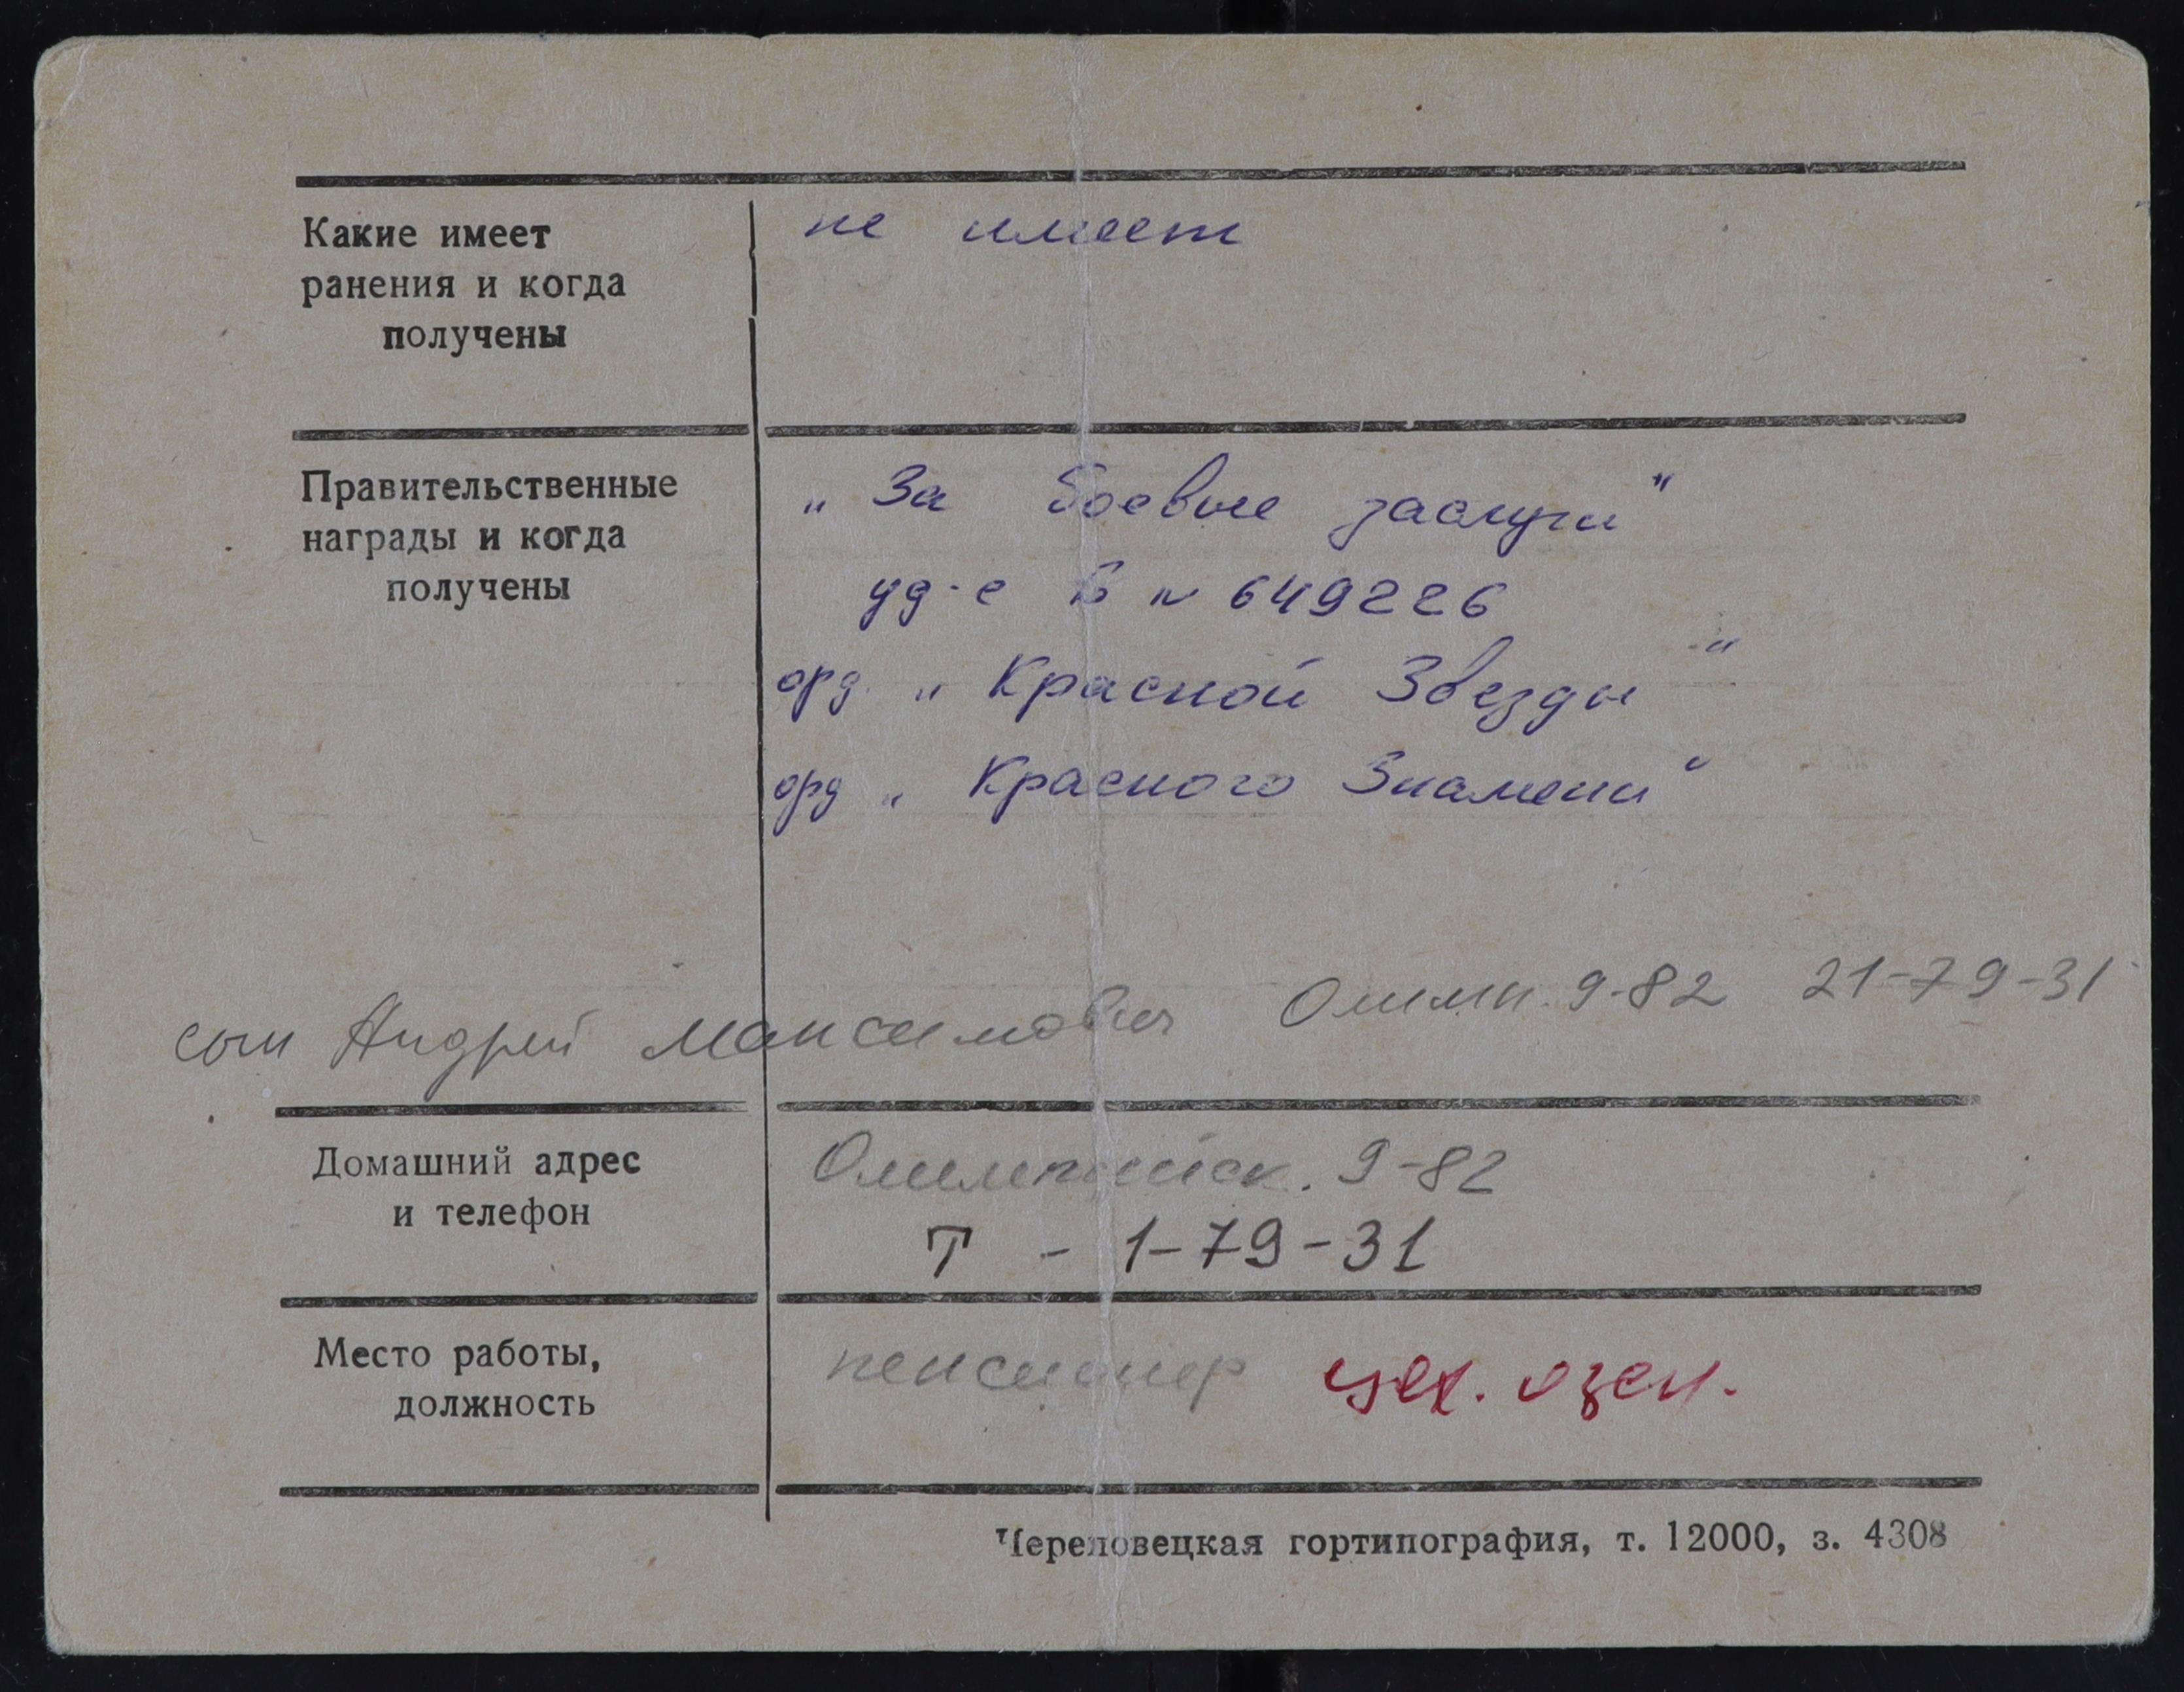 Какие имеет
ранения и когда
получены
не имеет
Правительственные
награды и когда
получены
„За боевые заслуги"
уд-е Б № 649226
орд. „Красной Звезды"
орд „Красного Знамени"
сын Андрей Максимович Олимп. 9-82 21-79-31
Домашний адрес
и телефон
Олимпийск. 9-82
Т - 1-79-31
Место работы,
должность
пенсионер
Череповецкая гортипография, т. 12000, з. 4308